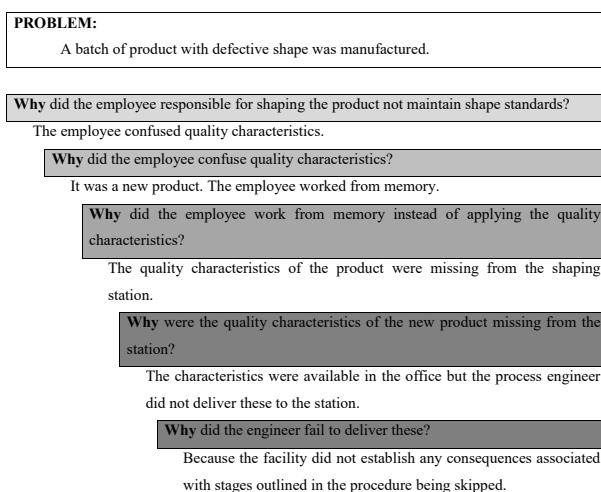 PROBLEM:
A batch of product with defective shape was manufactured.
Why did the employee responsible for shaping the product not maintain shape standards?
The employee confused quality characteristics.
Why did the employee confuse quality characteristics?
It was a new product. The employee worked from memory.
Why did the employee work from memory instead of applying the quality
characteristics?
The quality characteristics of the product were missing from the shaping
station.
Why were the quality characteristics of the new product missing from the
station?
The characteristics were available in the office but the process engineer
did not deliver these to the station.
Why did the engineer fail to deliver these?
Because the facility did not establish any consequences associated
with stages outlined in the procedure being skipped.